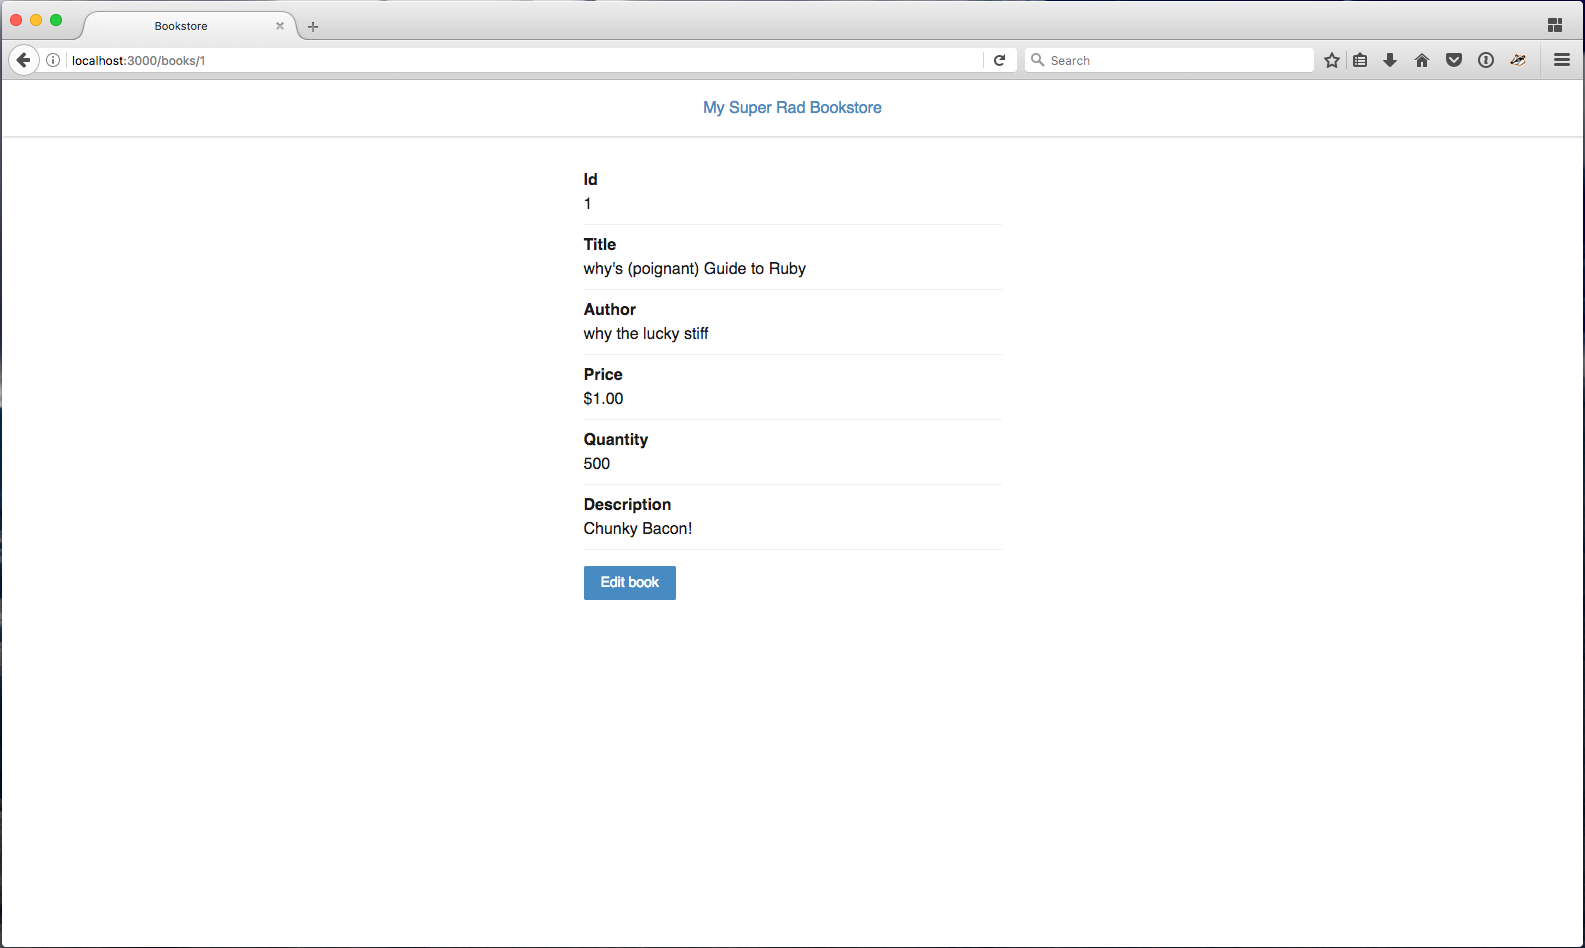 Bookstore
localhost:3000/books/1
Search
My Super Rad Bookstore
Id
1
Title
why's (poignant) Guide to Ruby
Author
why the lucky stiff
Price
$1.00
Quantity
500
Description
Chunky Bacon!
Edit book